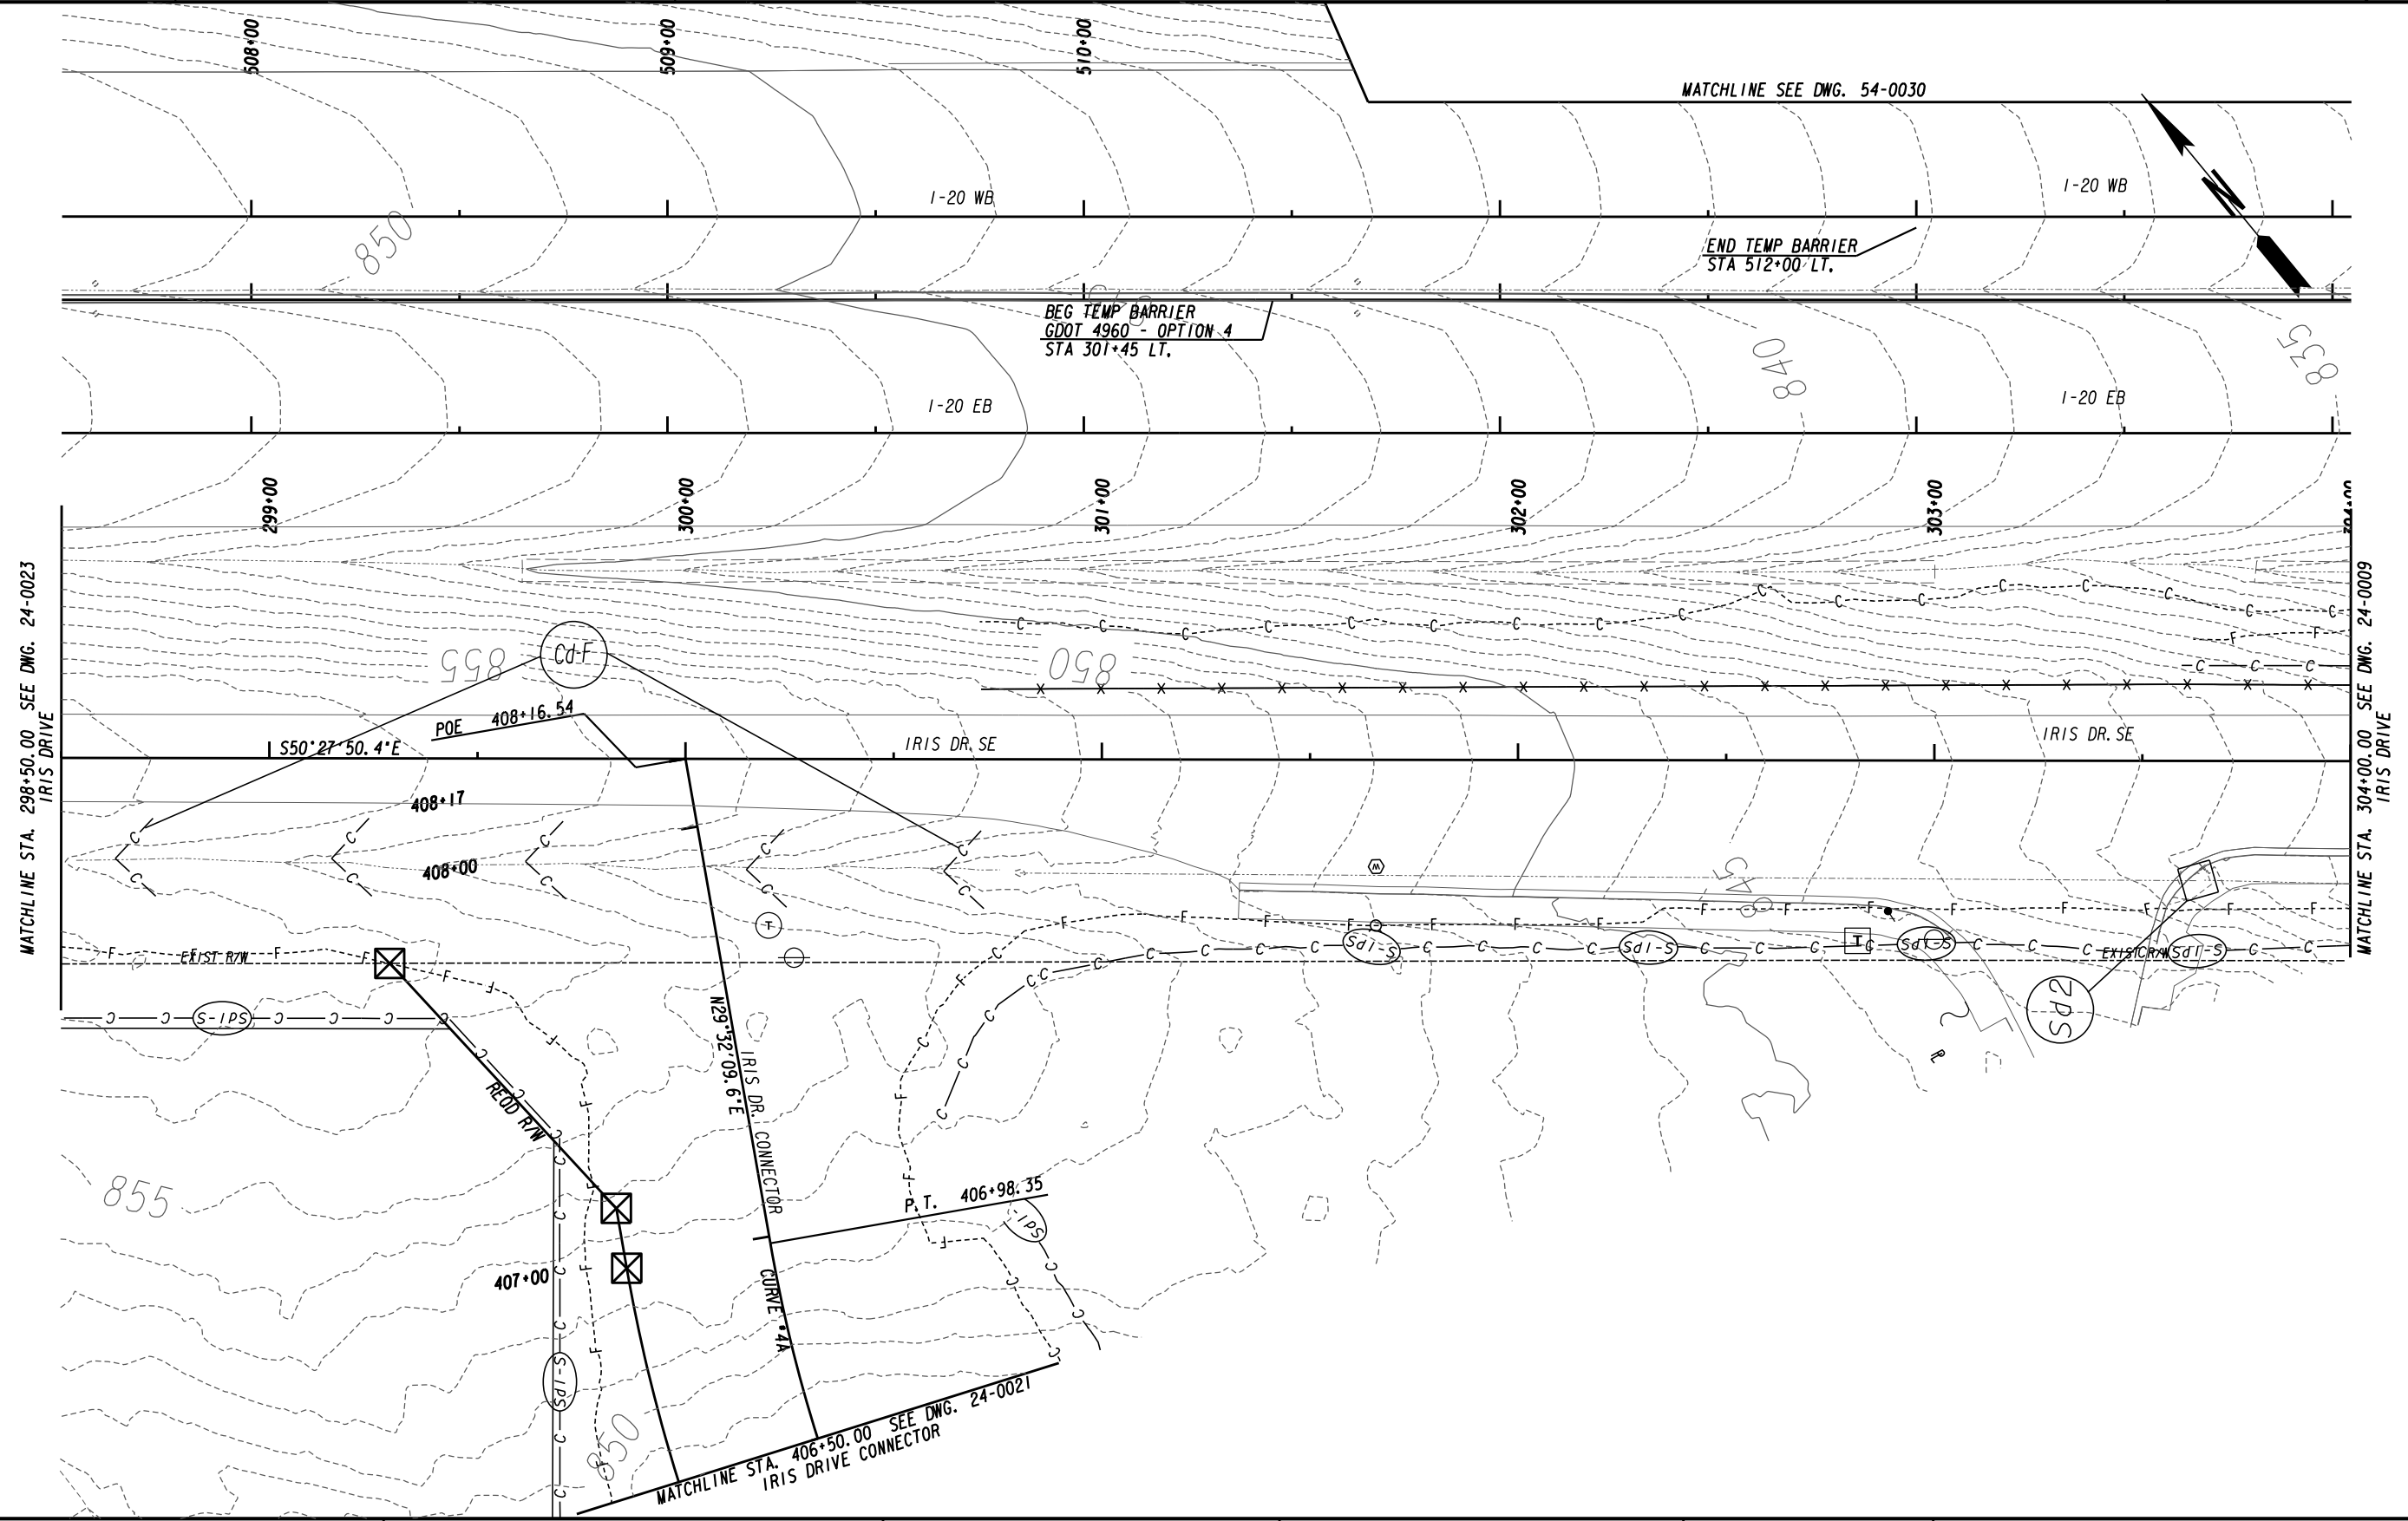 508+00
509+00
510+00
MATCHLINE SEE DWG. 54-0030
I-20 WB
I-20 WB
N
850
END TEMP BARRIER
STA 512+00 LT.
BEG TEMP BARRIER
GDOT 4960 - OPTION 4
STA 301+45 LT.
840
835
I-20 EB
I-20 EB
299+00
300+00
301+00
302+00
303+00
304+00
MATCHLINE STA. 298+50.00 SEE DWG. 24-0023
IRIS DRIVE
MATCHLINE STA. 304+00.00 SEE DWG. 24-0009
IRIS DRIVE
C C C C C C C C C C C C C C C C C
F F
C C C
855
Cd-F
850
X X X X X X X X X X X X X X X X X X X X X X
POE 408+16.54
S50°27'50.4"E
IRIS DR. SE
IRIS DR. SE
408+17
408+00
C C C C C
C C C C C
W
T
F F F F F F F F F F F F
EXIST R/W
F F F F F
Sd1-S
C C C C
Sd1-S
C C C
T
C
Sd1-S
C C C
EXIST R/W
Sd1-S
C C
Sd2
C C
Sd1-S
C C C C
N29°32'09.6"E
IRIS DR. CONNECTOR
REQD R/W
855
P.T. 406+98.35
Sd1-
407+00
CURVE #4A
Sd1-S
850
MATCHLINE STA. 406+50.00 SEE DWG. 24-0021
IRIS DRIVE CONNECTOR